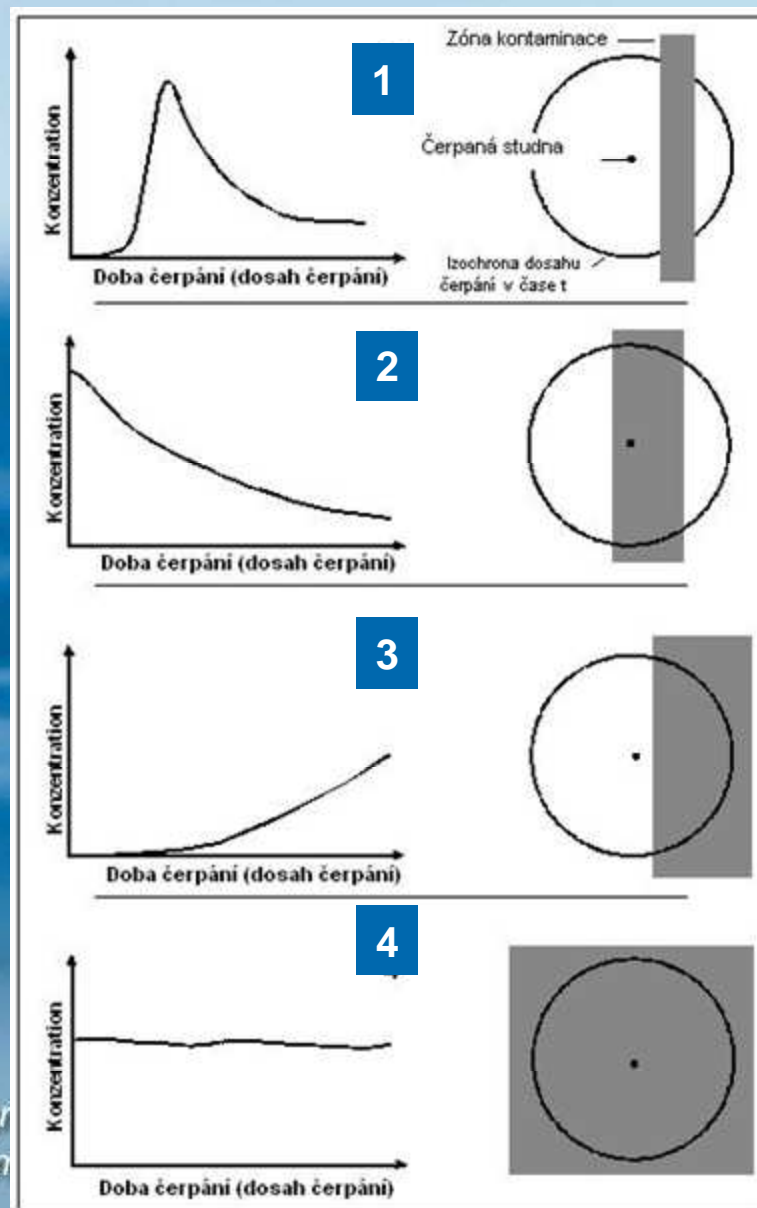 1
Konzentration
Doba čerpání (dosah čerpání)
Zóna kontaminace
Čerpaná studna
Izochrona dosahu
čerpání v čase t
2
Konzentration
Doba čerpání (dosah čerpání)
3
Konzentration
Doba čerpání (dosah čerpání)
4
Konzentration
Doba čerpání (dosah čerpání)